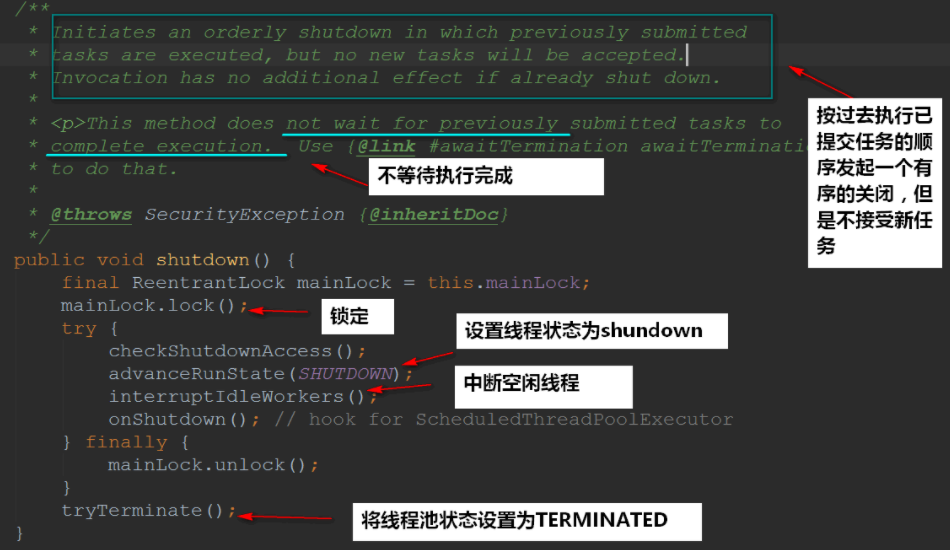 /**
* Initiates an orderly shutdown in which previously submitted
* tasks are executed, but no new tasks will be accepted.
* Invocation has no additional effect if already shut down.
*
* <p>This method does not wait for previously submitted tasks to
* complete execution.  Use {@link #awaitTermination awaitTerminatio
* to do that.
*
* @throws SecurityException {@inheritDoc}
*/
按过去执行已
提交任务的顺
序发起一个有
序的关闭，但
是不接受新任
务
不等待执行完成
public void shutdown() {
final ReentrantLock mainLock = this.mainLock;
mainLock.lock();
锁定
try {
checkShutdownAccess();
设置线程状态为shundown
advanceRunState(SHUTDOWN);
interruptIdleWorkers();
中断空闲线程
onShutdown(); // hook for ScheduledThreadPoolExecutor
} finally {
mainLock.unlock();
}
tryTerminate();
将线程池状态设置为TERMINATED
}